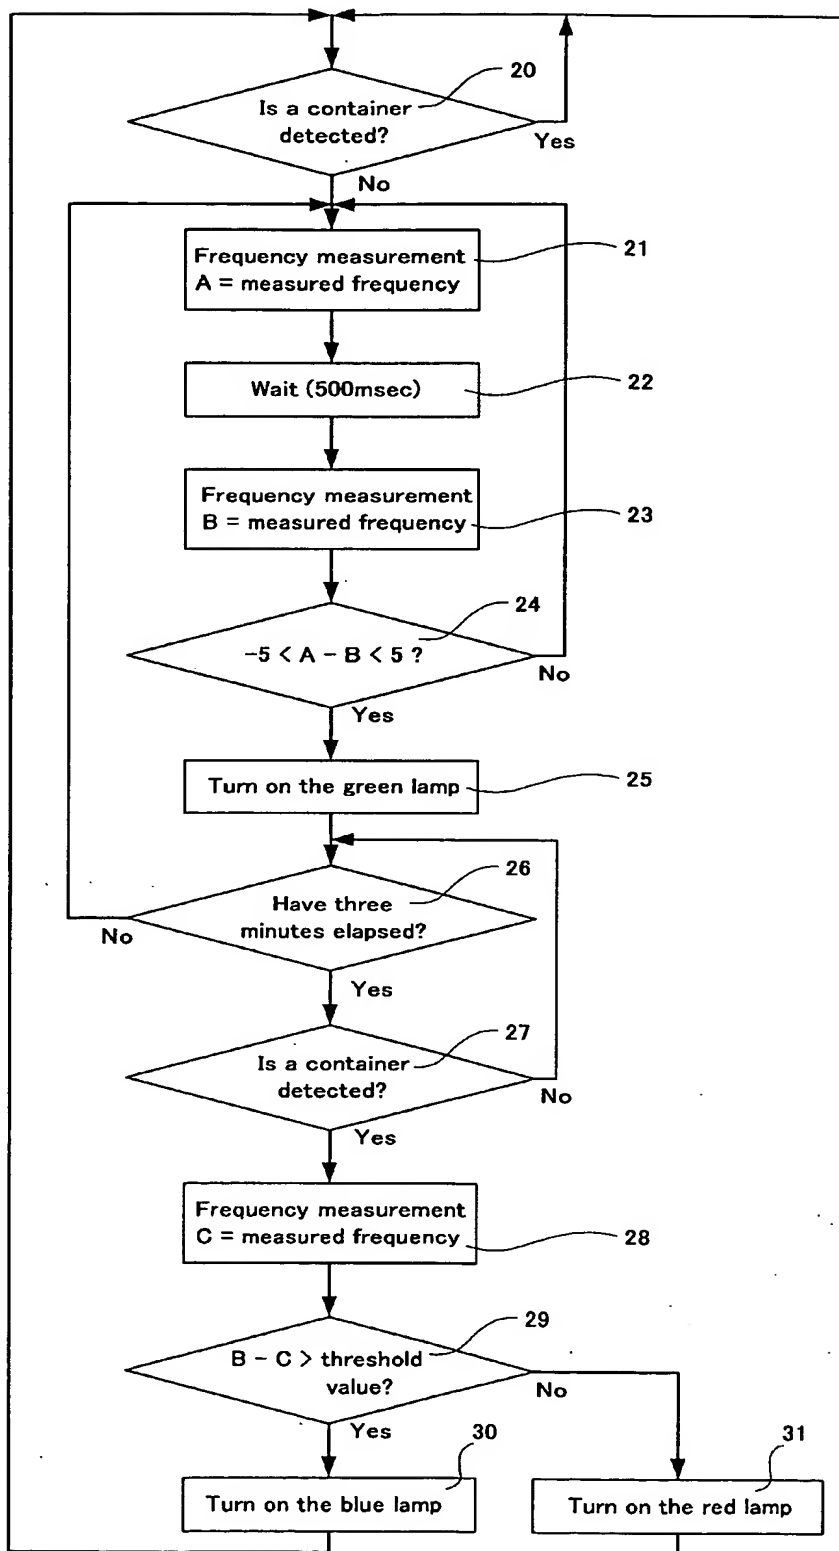 20
Is a container
detected?
Yes
No
Frequency measurement
A = measured frequency
21
Wait (500msec)
22
Frequency measurement
B = measured frequency
23
24
-5 < A - B < 5 ?
No
Yes
Turn on the green lamp
25
26
Have three
minutes elapsed?
No
Yes
27
Is a container
detected?
No
Yes
Frequency measurement
C = measured frequency
28
29
B - C > threshold
value?
No
Yes
30
31
Turn on the blue lamp
Turn on the red lamp